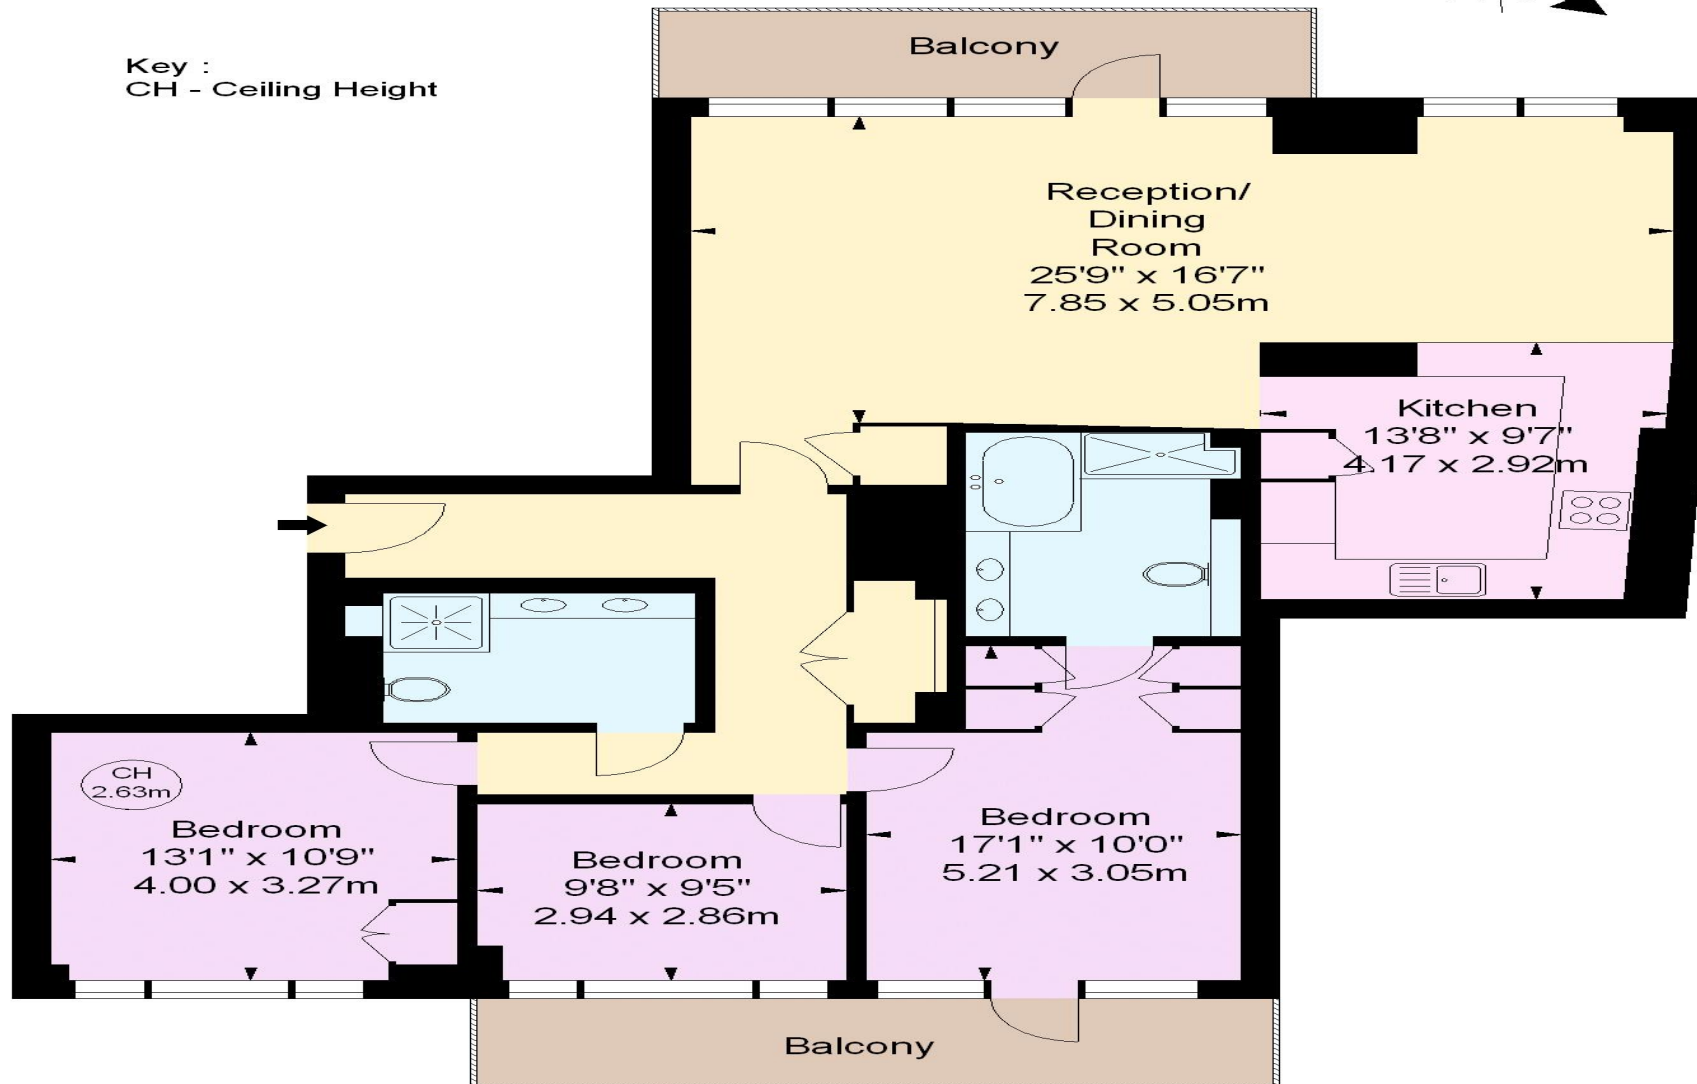 Key :
CH - Ceiling Height
Balcony
Reception/
Dining
Room
25'9" x 16'7"
7.85 x 5.05m
Kitchen
13'8" x 9'7"
4.17 x 2.92m
CH
2.63m
Bedroom
13'1" x 10'9"
4.00 x 3.27m
Bedroom
9'8" x 9'5"
2.94 x 2.86m
Bedroom
17'1" x 10'0"
5.21 x 3.05m
Balcony